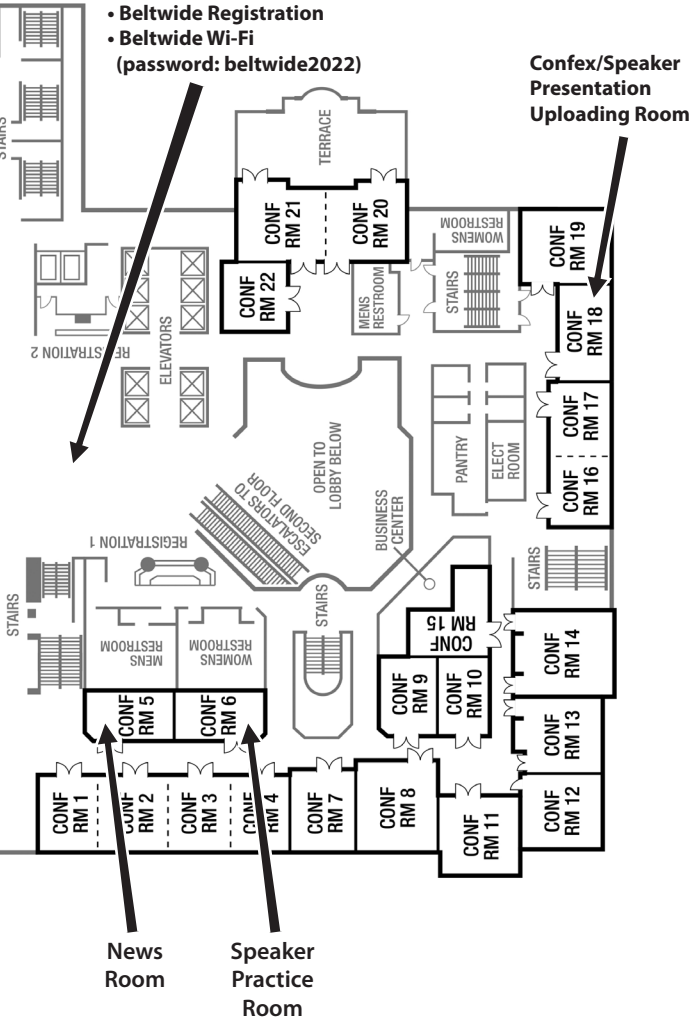 • Beltwide Registration
• Beltwide Wi-Fi
(password: beltwide2022)
Confex/Speaker
Presentation
Uploading Room
STAIRS
TERRACE
CONF
RM 21
CONF
RM 20
WOMENS
RESTROOM
CONF
RM 19
CONF
RM 22
MENS
RESTROOM
STAIRS
CONF
RM 18
REGISTRATION 2
ELEVATORS
CONF
RM 17
OPEN TO
LOBBY BELOW
PANTRY
ELECT
ROOM
CONF
RM 16
ESCALATORS TO
SECOND FLOOR
BUSINESS
CENTER
REGISTRATION 1
STAIRS
STAIRS
STAIRS
MENS
RESTROOM
WOMENS
RESTROOM
CONF
RM 15
CONF
RM 14
CONF
RM 5
CONF
RM 6
CONF
RM 9
CONF
RM 10
CONF
RM 13
CONF
RM 1
CONF
RM 2
CONF
RM 3
CONF
RM 4
CONF
RM 7
CONF
RM 8
CONF
RM 11
CONF
RM 12
News
Room
Speaker
Practice
Room